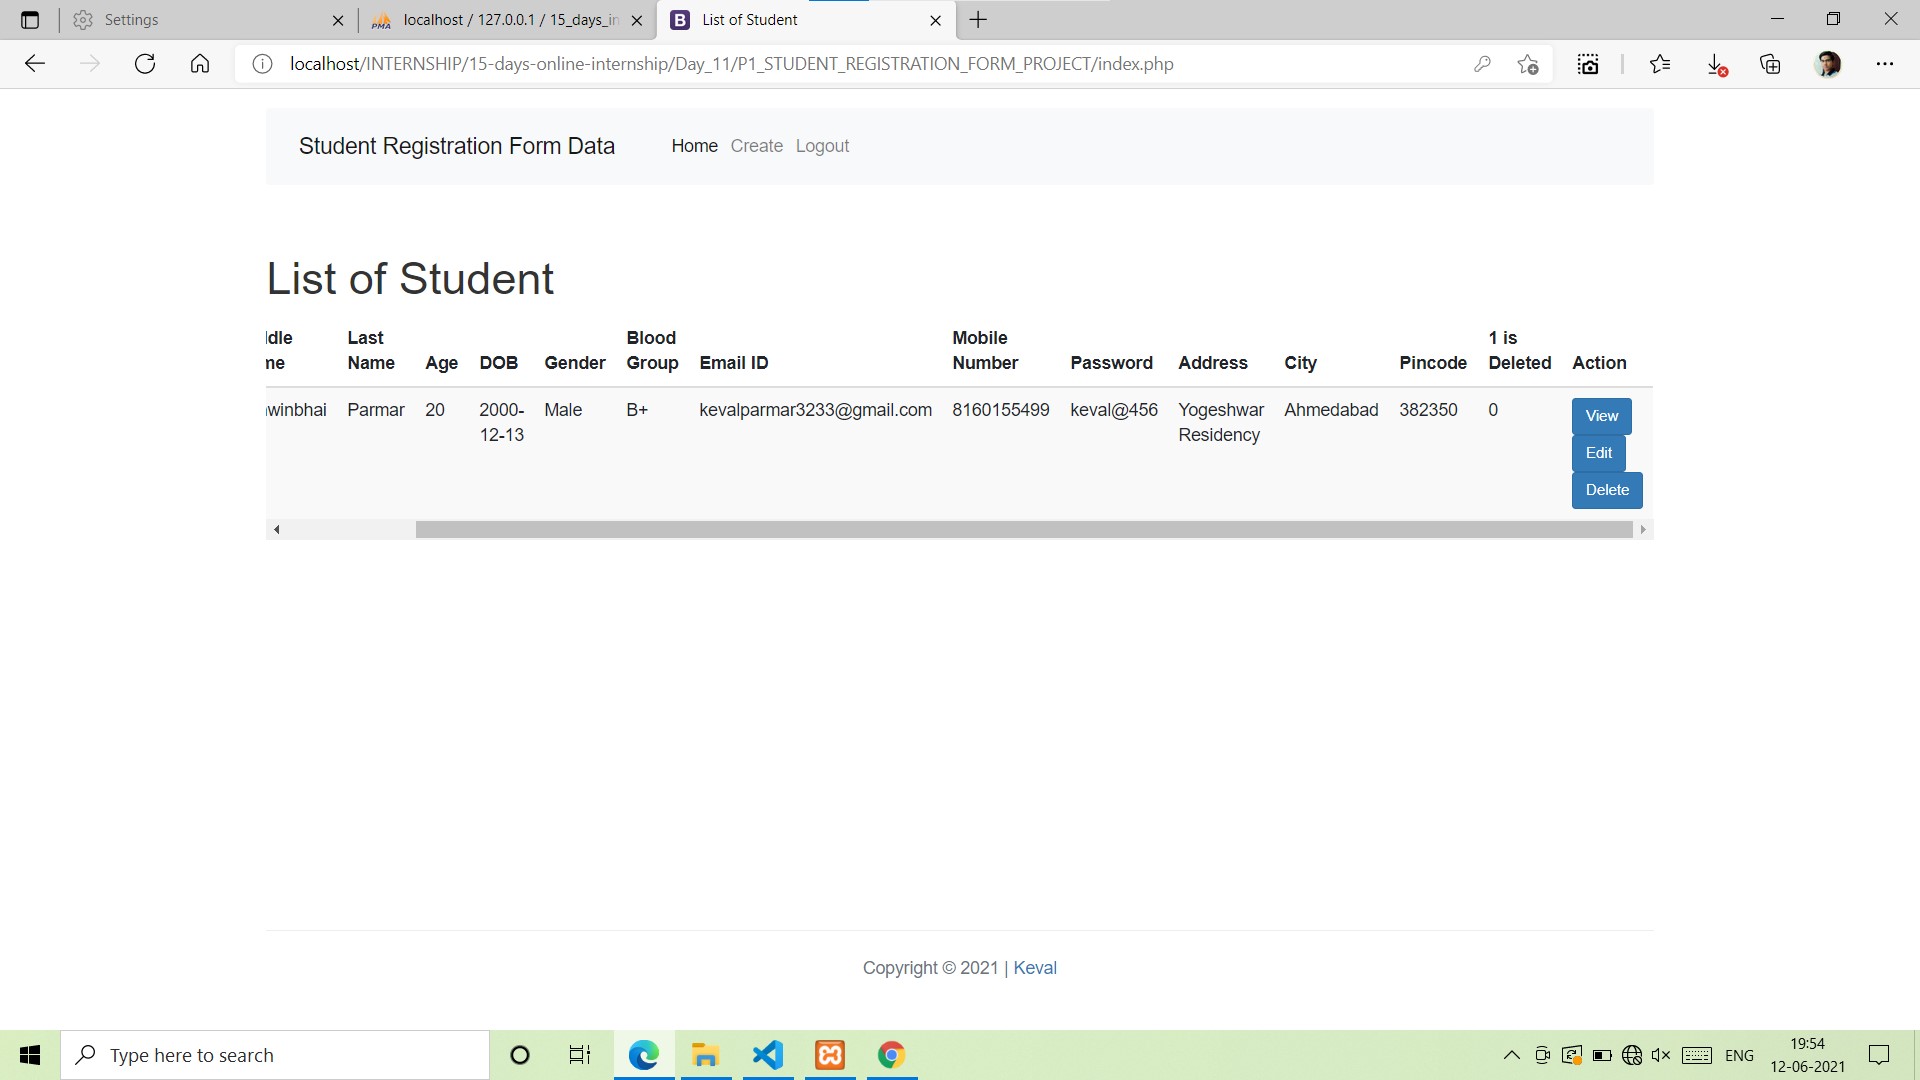 Settings
localhost / 127.0.0.1 / 15_days_in
List of Student
localhost/INTERNSHIP/15-days-online-internship/Day_11/P1_STUDENT_REGISTRATION_FORM_PROJECT/index.php
Student Registration Form Data Home Create Logout
List of Student
ddle Last Blood Mobile 1 is
me Name Age DOB Gender Group Email ID Number Password Address City Pincode Deleted Action
winbhai Parmar 20 2000- Male B+ kevalparmar3233@gmail.com 8160155499 keval@456 Yogeshwar Ahmedabad 382350 0 View
12-13 Residency
Edit
Delete
Copyright © 2021 | Keval
Type here to search
ENG
19:54
12-06-2021